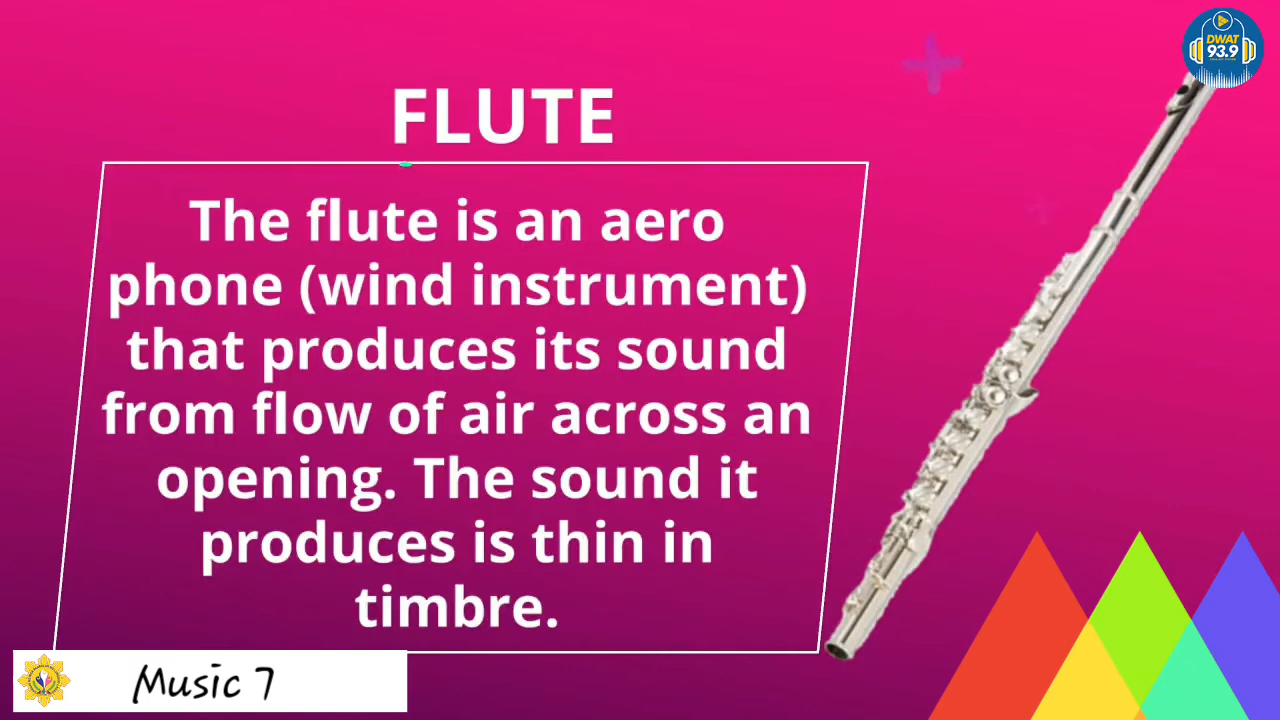 DWAT
93.9
FLUTE
The flute is an aero
phone (wind instrument)
that produces its sound
from flow of air across an
opening. The sound it
produces is thin in
timbre.
Music 7